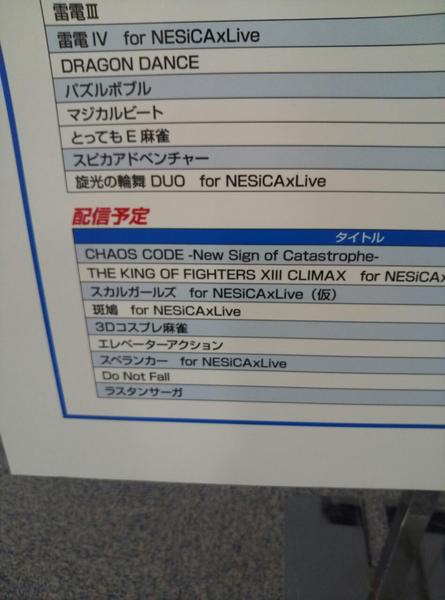 雷電III
雷電IV for NESiCAxLive
DRAGON DANCE
パズルボブル
マジカルビート
とってもE麻雀
スピカアドベンチャー
旋光の輪舞 DUO for NESiCAxLive
配信予定
タイトル
CHAOS CODE -New Sign of Catastrophe-
THE KING OF FIGHTERS XIII CLIMAX for NESiCAx
スカルガールズ for NESiCAxLive(仮)
斑鳩 for NESiCAxLive
3Dコスプレ麻雀
エレベーターアクション
スペランカー for NESiCAxLive
Do Not Fall
ラスタンサーガ